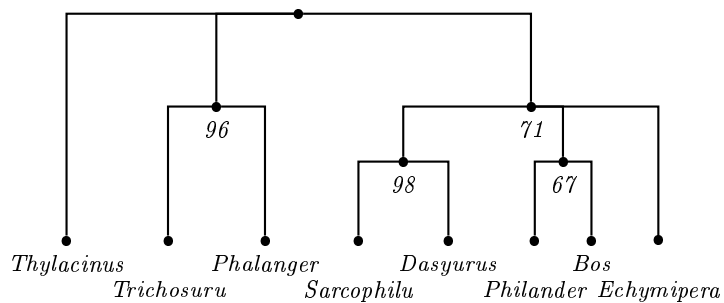 96
71
98
67
Thylacinus
Phalanger
Dasyurus
Bos
Trichosuru
Sarcophilu
Philander
Echymipera